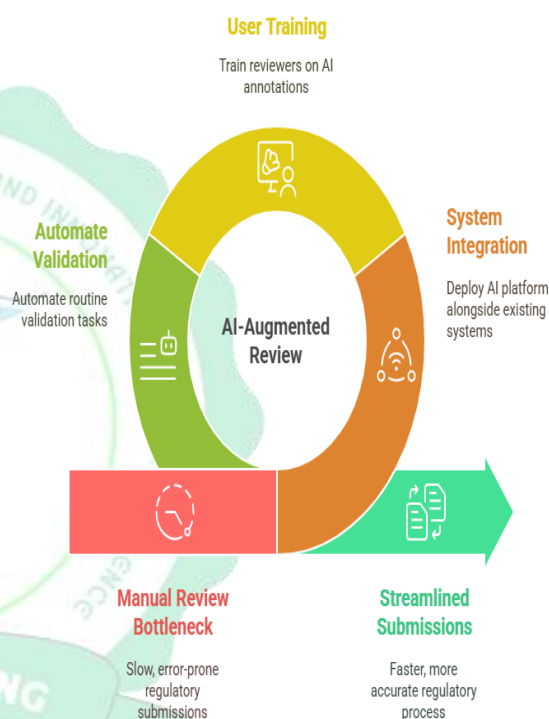 User Training
Train reviewers on AI
annotations
Automate
Validation
Automate routine
validation tasks
System
Integration
Deploy AI platform
alongside existing
systems
AI-Augmented
Review
Manual Review
Bottleneck
Slow, error-prone
regulatory
submissions
Streamlined
Submissions
Faster, more
accurate regulatory
process